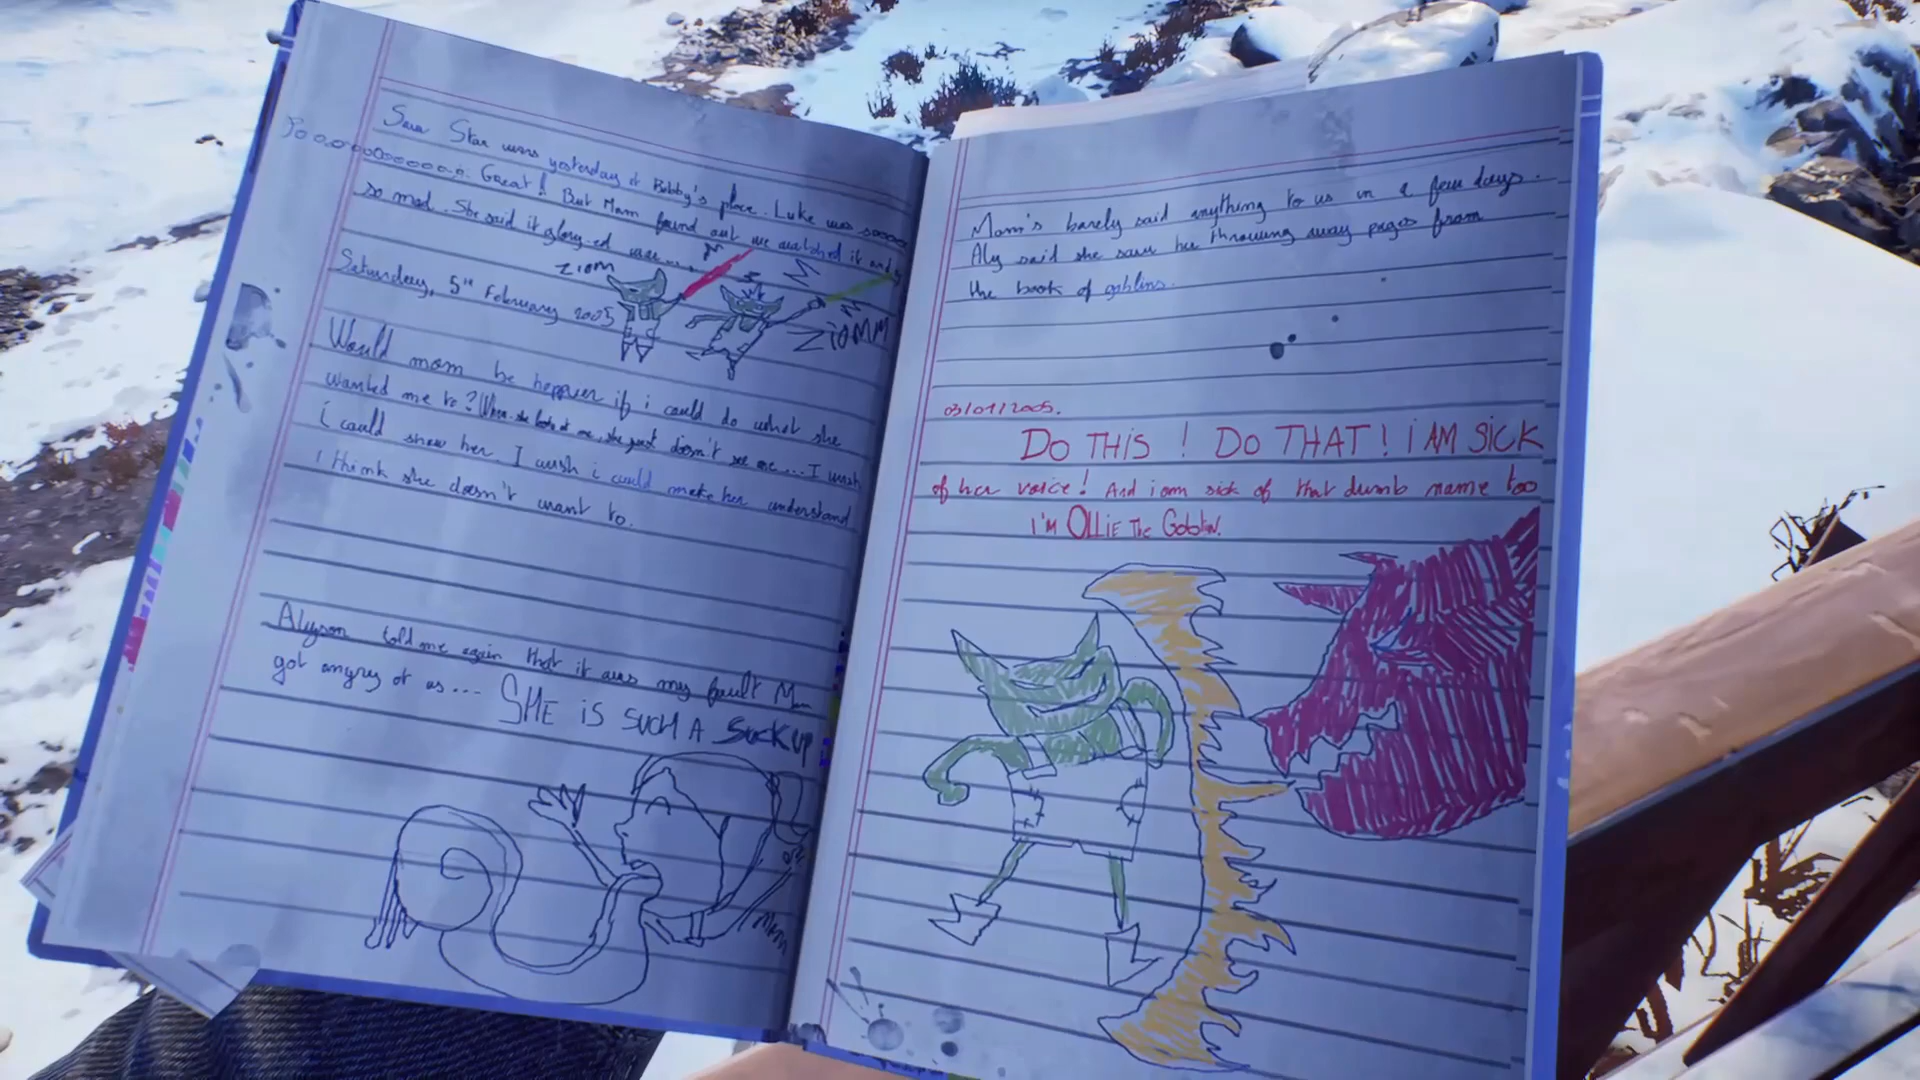 Saw Star wars yesterday at Bobby's place. Luke was soooo
oooooooooooo. Great! But Mom found out we watched it and
so mad. She said it glory-ed war...
ZIOM
ZIOMM
Saturday, 5th February 2005
Would mom be happier if i could do what she
wanted me to? When she looks at me, she just doesn't see me... I wish
i could show her I wish i could make her understand
I think she doesn't want to.
Alyson told me again that it was my fault Mom
got angry at us... SHE iS SUCH A Suck up
MOM
Mom's barely said anything to us in a few days.
Aly said she saw her throwing away pages from
the book of goblins.
03/01/2005.
DO THiS ! DO THAT! i AM SiCK
of her voice! And i am sick of that dumb name too
i'M OLLiE The Goblin.